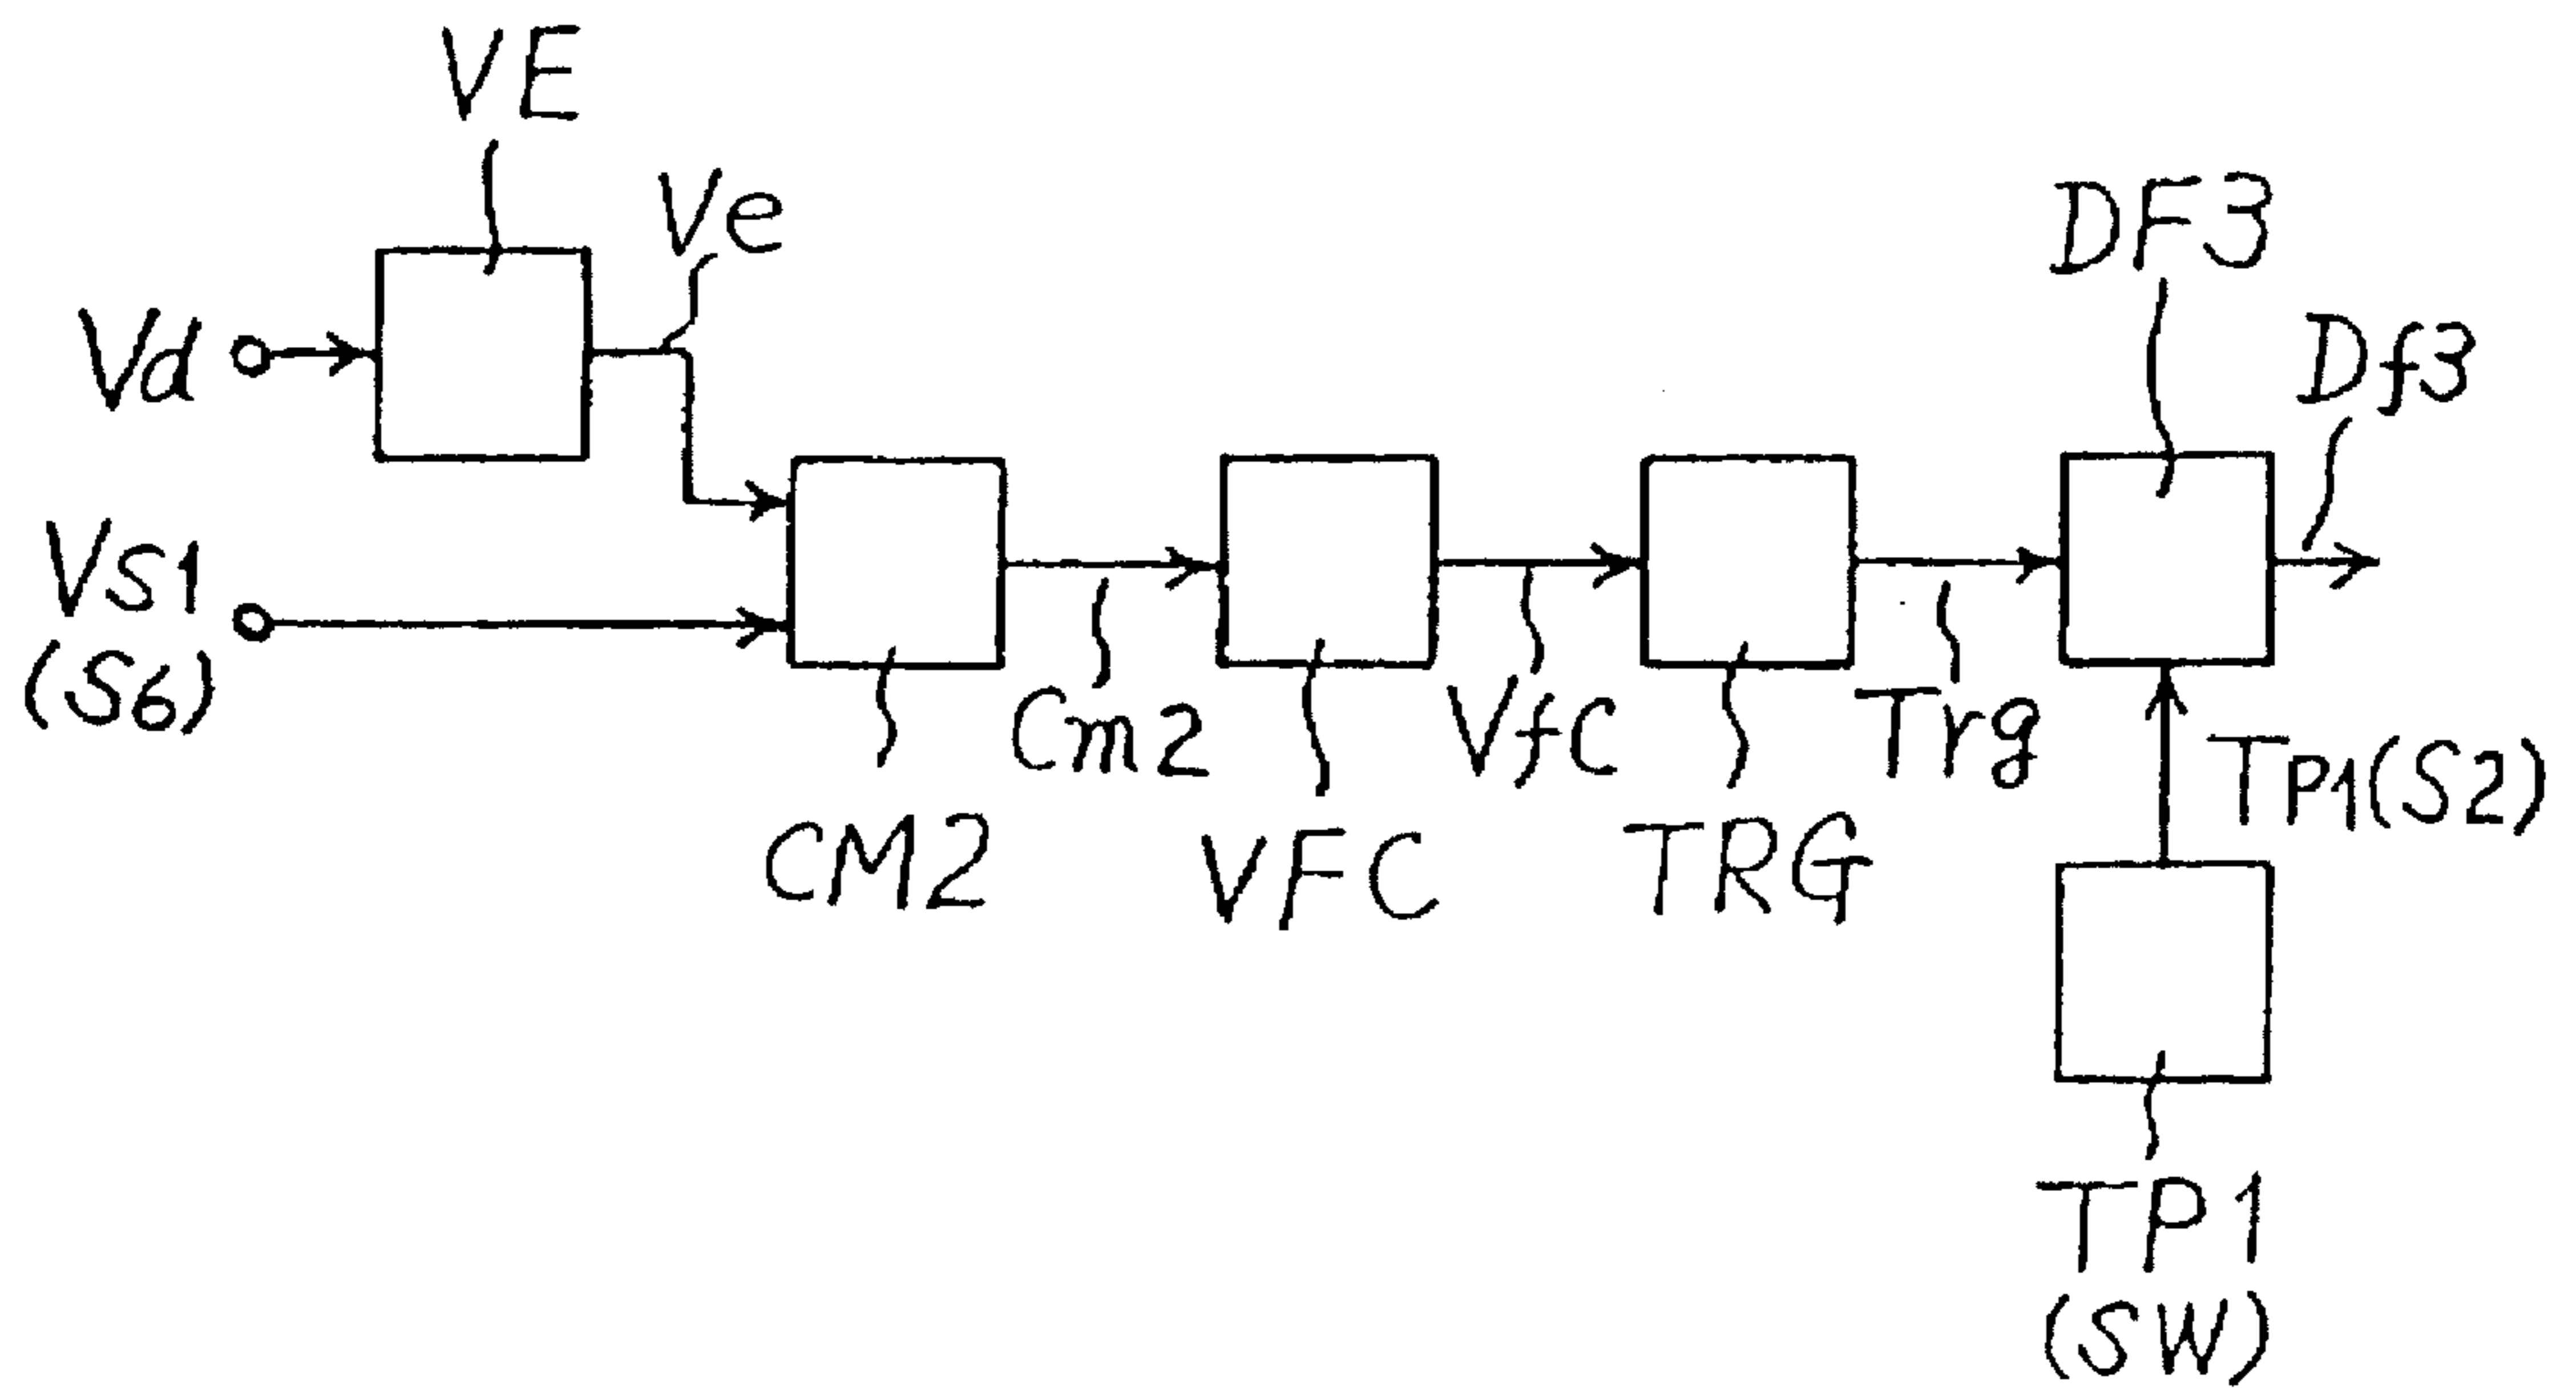 VE
Ve
DF3
Vd
Df3
VS1
(S6)
Cm2
Vfc
Trg
TP1(S2)
CM2
VFC
TRG
TP1
(SW)